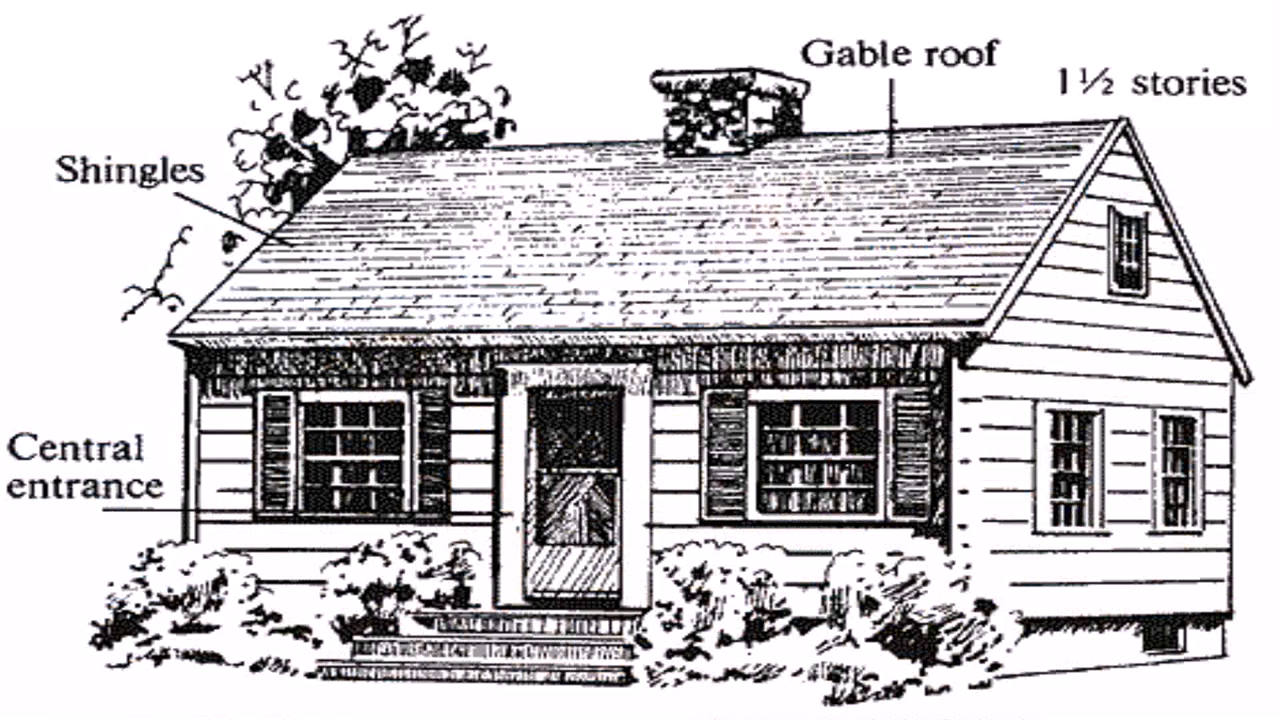 Gable roof
1½ stories
Shingles
Central
entrance